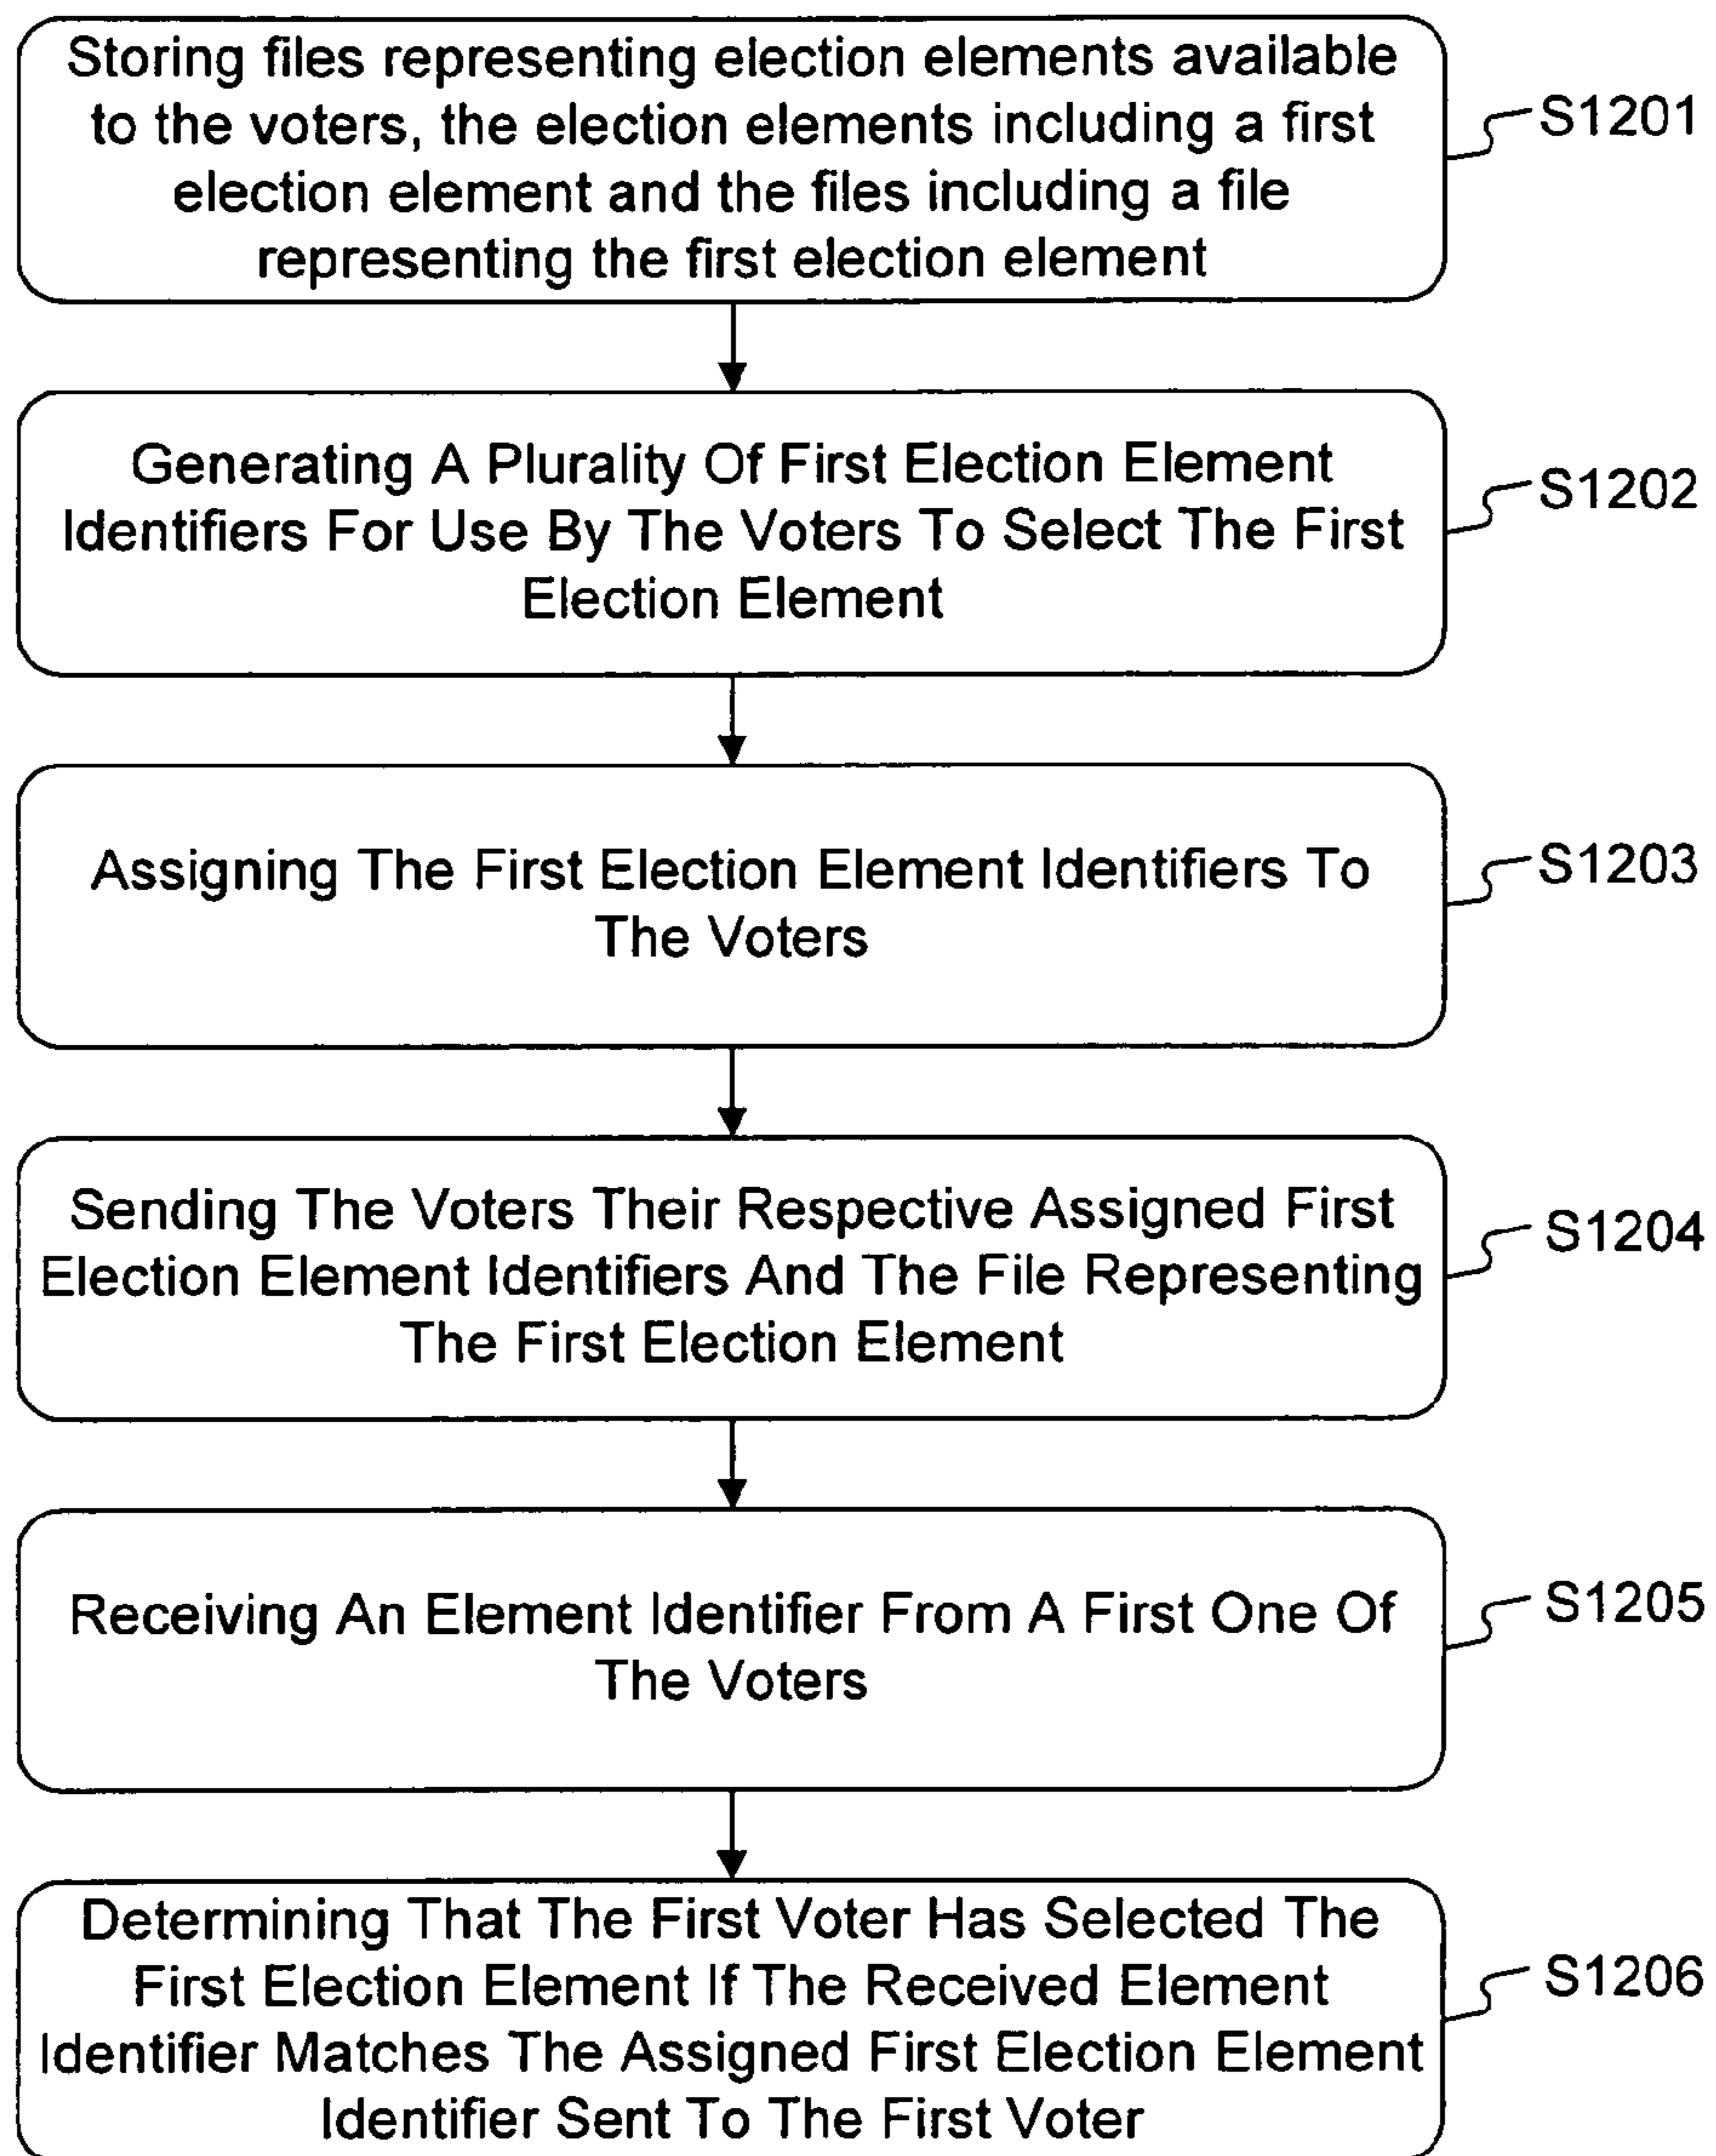 Storing files representing election elements available
to the voters, the election elements including a first
election element and the files including a file
representing the first election element
S1201
Generating A Plurality Of First Election Element
Identifiers For Use By The Voters To Select The First
Election Element
S1202
Assigning The First Election Element Identifiers To
The Voters
S1203
Sending The Voters Their Respective Assigned First
Election Element Identifiers And The File Representing
The First Election Element
S1204
Receiving An Element Identifier From A First One Of
The Voters
S1205
Determining That The First Voter Has Selected The
First Election Element If The Received Element
Identifier Matches The Assigned First Election Element
Identifier Sent To The First Voter
S1206